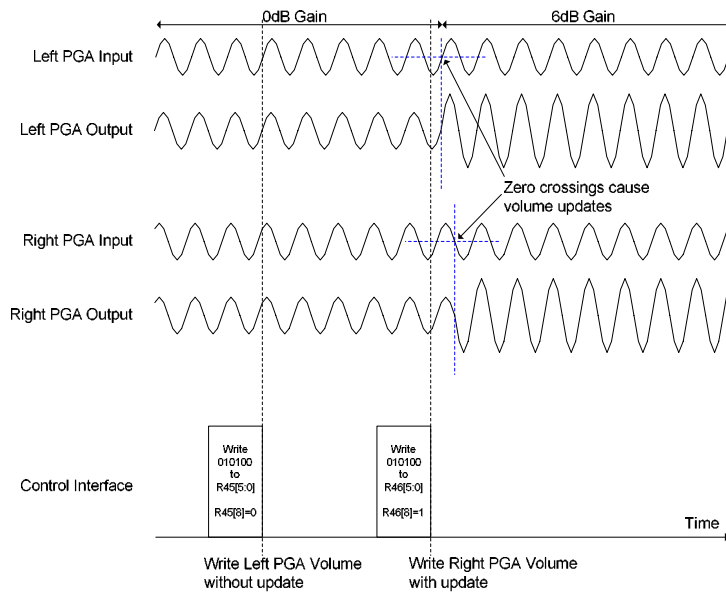 0dB Gain
6dB Gain
Left PGA Input
Left PGA Output
Zero crossings cause
volume updates
Right PGA Input
Right PGA Output
Control Interface
Write
010100
to
R45[5:0]
R45[8]=0
Write
010100
to
R46[5:0]
R46[8]=1
Time
Write Left PGA Volume
without update
Write Right PGA Volume
with update